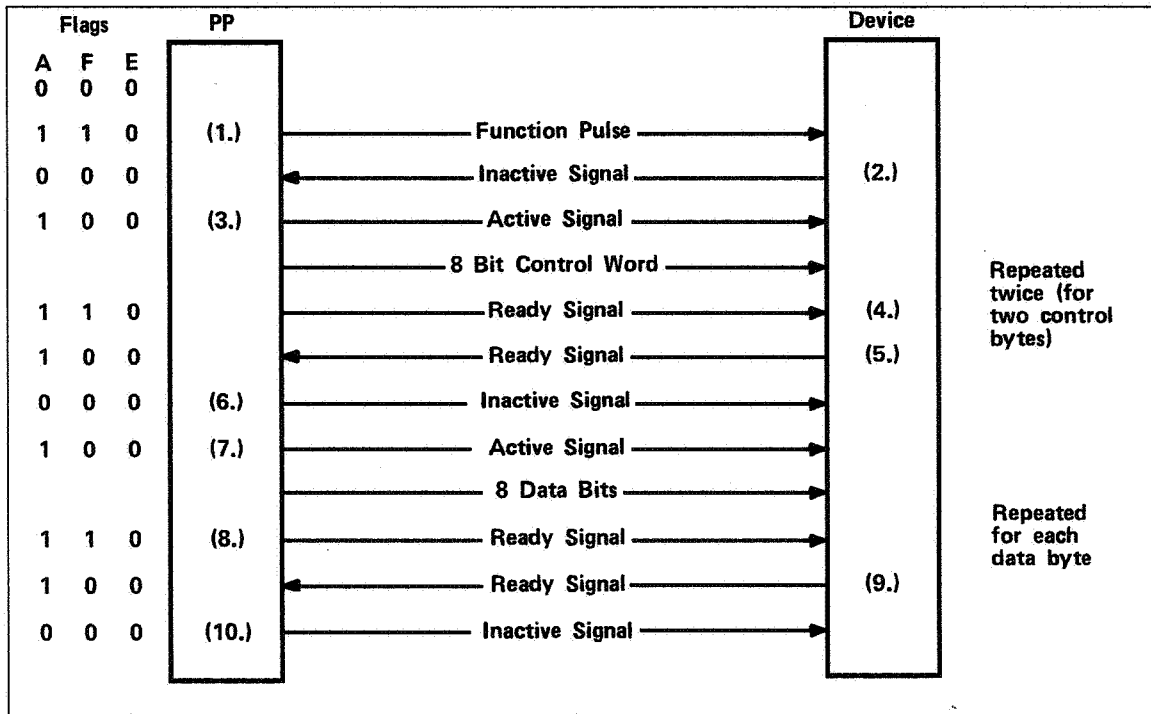 Flags PP Device
A F E
0 0 0
1 1 0 (1.) Function Pulse
0 0 0 Inactive Signal (2.)
1 0 0 (3.) Active Signal
8 Bit Control Word
1 1 0 Ready Signal (4.)
1 0 0 Ready Signal (5.)
Repeated
twice (for
two control
bytes)
0 0 0 (6.) Inactive Signal
1 0 0 (7.) Active Signal
8 Data Bits
1 1 0 (8.) Ready Signal
1 0 0 Ready Signal (9.)
Repeated
for each
data byte
0 0 0 (10.) Inactive Signal